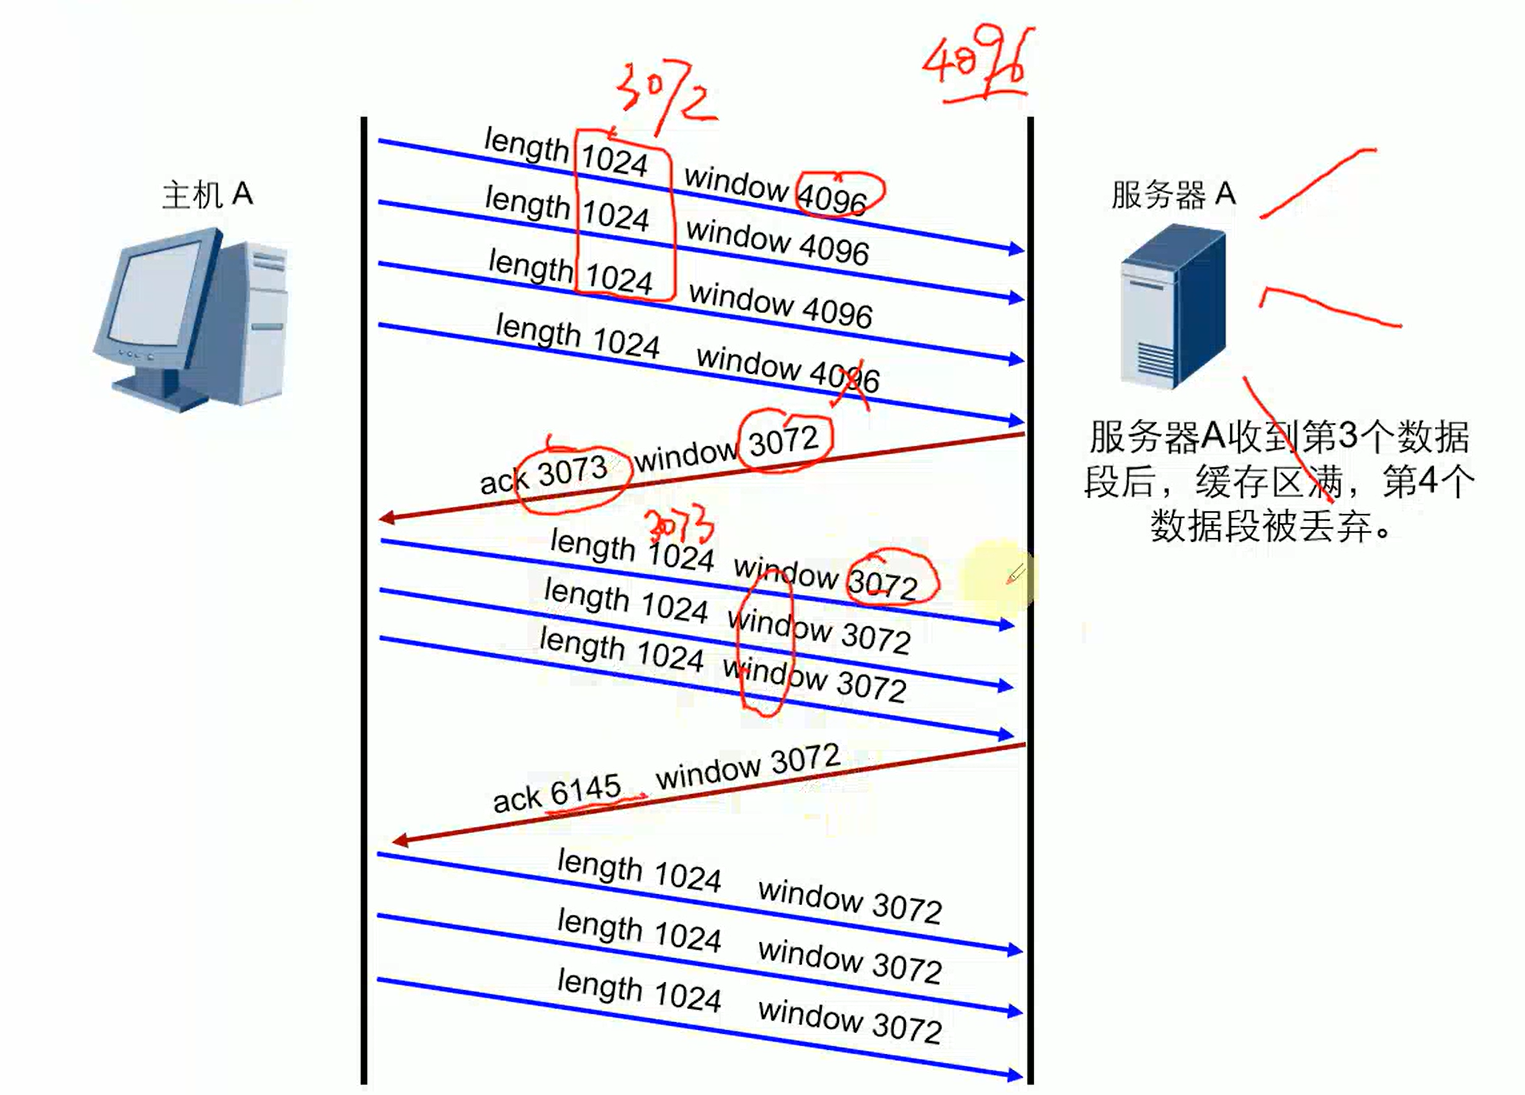 4096
3072
length 1024 window 4096
主机 A
服务器 A
length 1024 window 4096
length 1024 window 4096
length 1024 window 4096
ack 3073 window 3072
服务器A收到第3个数据
段后，缓存区满，第4个
数据段被丢弃。
3073
length 1024 window 3072
length 1024 window 3072
length 1024 window 3072
ack 6145 window 3072
length 1024 window 3072
length 1024 window 3072
length 1024 window 3072